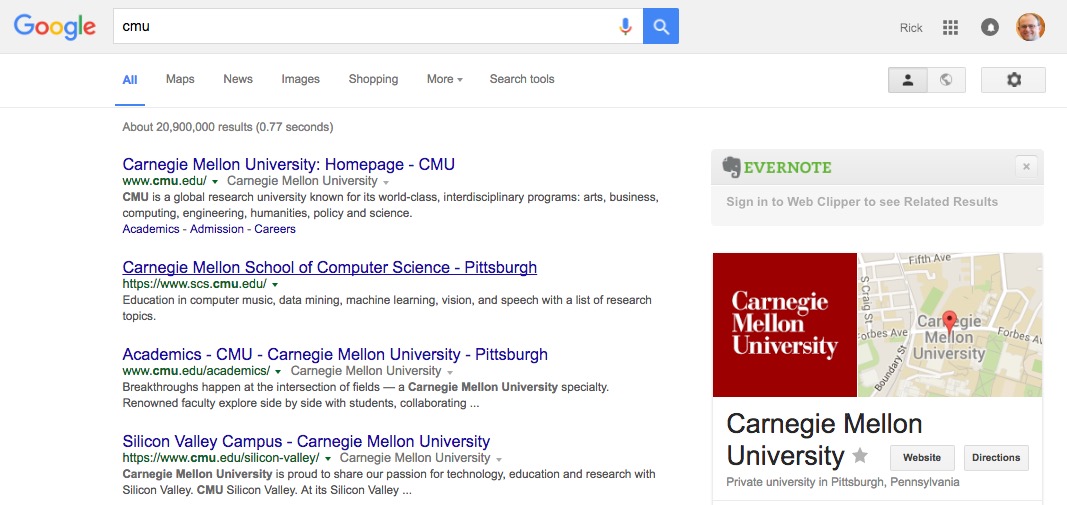 Google
cmu
Rick
All Maps News Images Shopping More Search tools
About 20,900,000 results (0.77 seconds)
Carnegie Mellon University: Homepage - CMU
www.cmu.edu/ Carnegie Mellon University
CMU is a global research university known for its world-class, interdisciplinary programs: arts, business,
computing, engineering, humanities, policy and science.
Academics - Admission - Careers
Carnegie Mellon School of Computer Science - Pittsburgh
https://www.scs.cmu.edu/
Education in computer music, data mining, machine learning, vision, and speech with a list of research
topics.
Academics - CMU - Carnegie Mellon University - Pittsburgh
www.cmu.edu/academics/ Carnegie Mellon University
Breakthroughs happen at the intersection of fields — a Carnegie Mellon University specialty.
Renowned faculty explore side by side with students, collaborating ...
Silicon Valley Campus - Carnegie Mellon University
https://www.cmu.edu/silicon-valley/ Carnegie Mellon University
Carnegie Mellon University is proud to share our passion for technology, education and research with
Silicon Valley. CMU Silicon Valley. At its Silicon Valley ...
EVERNOTE
Sign in to Web Clipper to see Related Results
Carnegie
Mellon
University
Fifth Ave
S Craig St
Forbes Ave
Carnegie
Mellon
University
Forbes Av
Boundary St
Carnegie Mellon
University
Website Directions
Private university in Pittsburgh, Pennsylvania